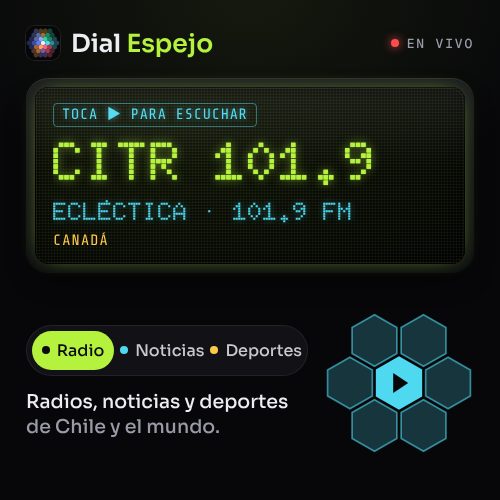 Dial Espejo
EN VIVO
TOCA ▶ PARA ESCUCHAR
CITR 101.9
ECLÉCTICA · 101.9 FM
CANADÁ
Radio Noticias Deportes
Radios, noticias y deportes
de Chile y el mundo.